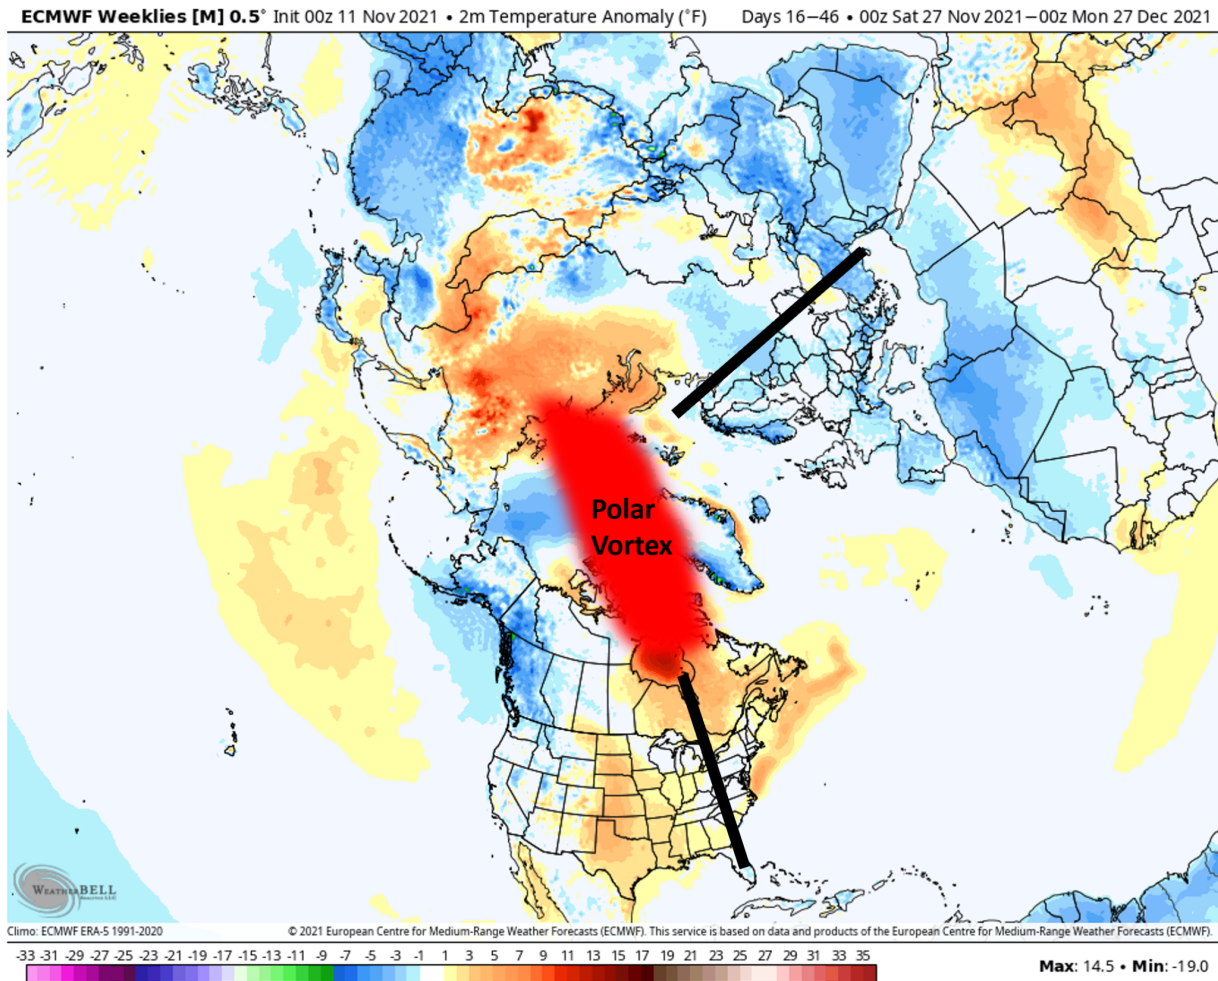 ECMWF Weeklies [M] 0.5° Init 00z 11 Nov 2021 • 2m Temperature Anomaly (°F) Days 16−46 • 00z Sat 27 Nov 2021−00z Mon 27 Dec 2021
Polar
Vortex
WEATHERBELL
Climo: ECMWF ERA-5 1991-2020 © 2021 European Centre for Medium-Range Weather Forecasts (ECMWF). This service is based on data and products of the European Centre for Medium-Range Weather Forecasts (ECMWF).
-33 -31 -29 -27 -25 -23 -21 -19 -17 -15 -13 -11 -9 -7 -5 -3 -1 1 3 5 7 9 11 13 15 17 19 21 23 25 27 29 31 33 35
Max: 14.5 • Min: -19.0